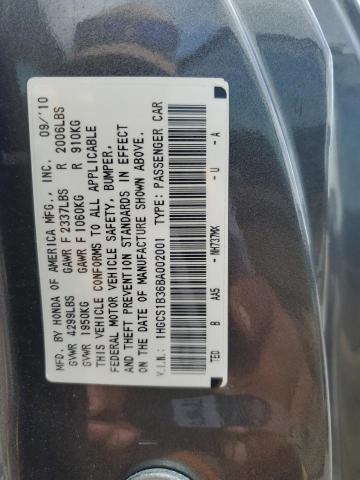 MFD. BY HONDA OF AMERICA MFG., INC. 09/'10
GVWR 4299LBS GAWR F 2337LBS R 2006LBS
GVWR 1950KG GAWR F 1060KG R 910KG
THIS VEHICLE CONFORMS TO ALL APPLICABLE
FEDERAL MOTOR VEHICLE SAFETY, BUMPER, AND
THEFT PREVENTION STANDARDS IN EFFECT
ON THE DATE OF MANUFACTURE SHOWN ABOVE.
V.I.N.: 1HGCS1B36BA002001 TYPE: PASSENGER CAR
TED B AA5 - NH737MX - U - A